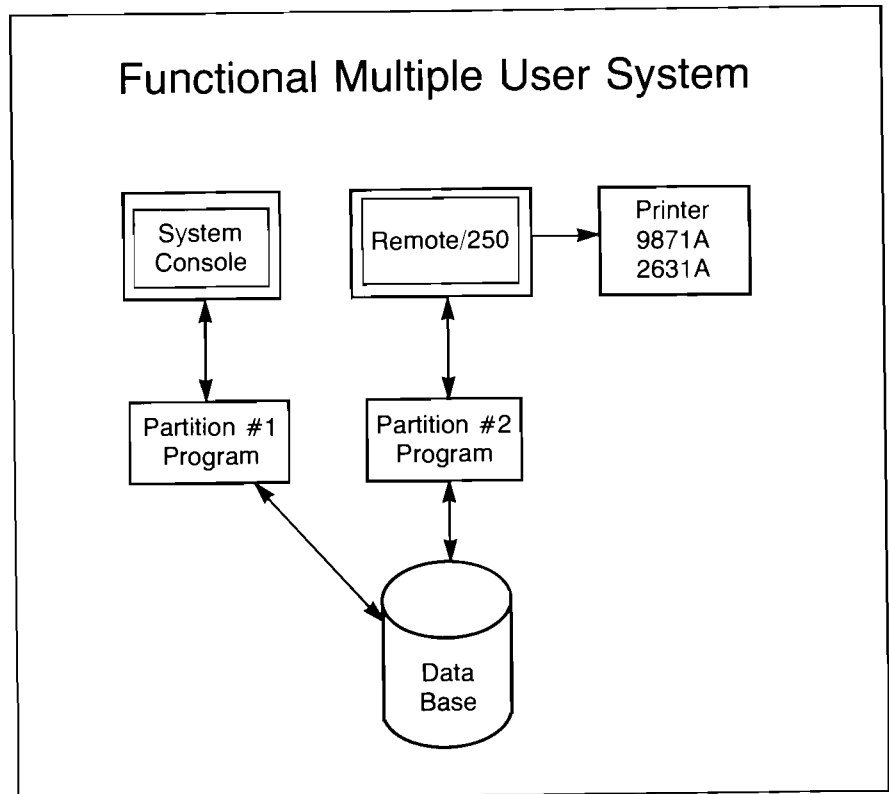 Functional Multiple User System
System
Console
Remote/250
Printer
9871A
2631A
Partition #1
Program
Partition #2
Program
Data
Base